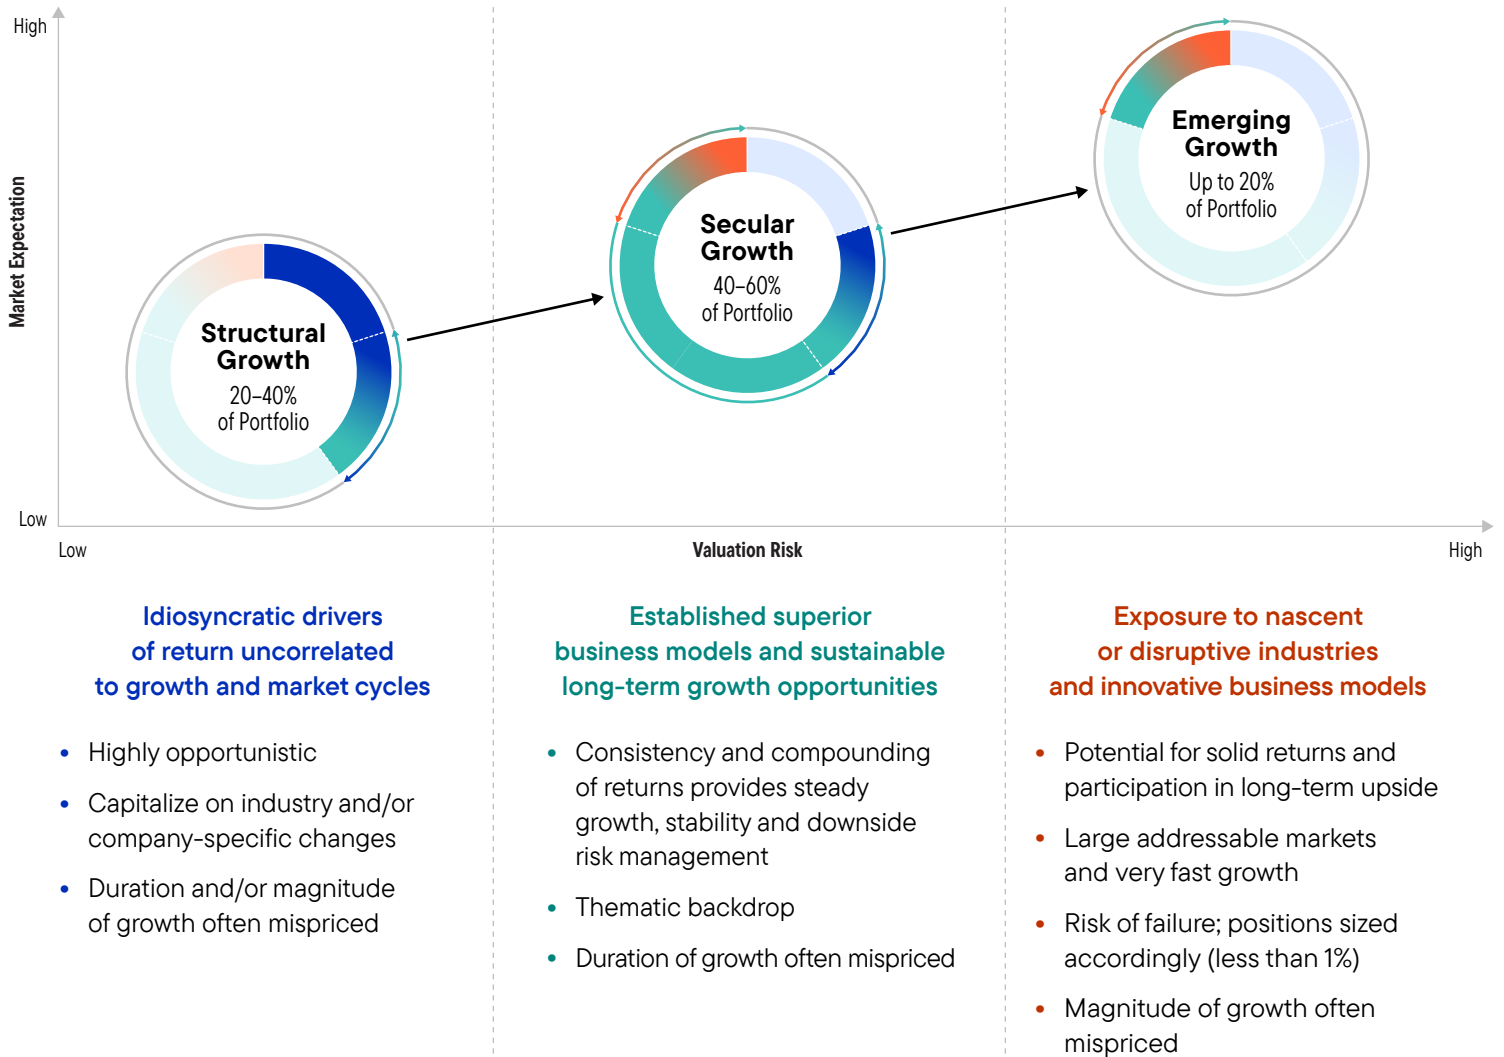 High
Market Expectation
Low
Structural
Growth
20–40%
of Portfolio
Secular
Growth
40–60%
of Portfolio
Emerging
Growth
Up to 20%
of Portfolio
Low
Valuation Risk
High
Idiosyncratic drivers
of return uncorrelated
to growth and market cycles
• Highly opportunistic
• Capitalize on industry and/or
company-specific changes
• Duration and/or magnitude
of growth often mispriced
Established superior
business models and sustainable
long-term growth opportunities
• Consistency and compounding
of returns provides steady
growth, stability and downside
risk management
• Thematic backdrop
• Duration of growth often mispriced
Exposure to nascent
or disruptive industries
and innovative business models
• Potential for solid returns and
participation in long-term upside
• Large addressable markets
and very fast growth
• Risk of failure; positions sized
accordingly (less than 1%)
• Magnitude of growth often
mispriced